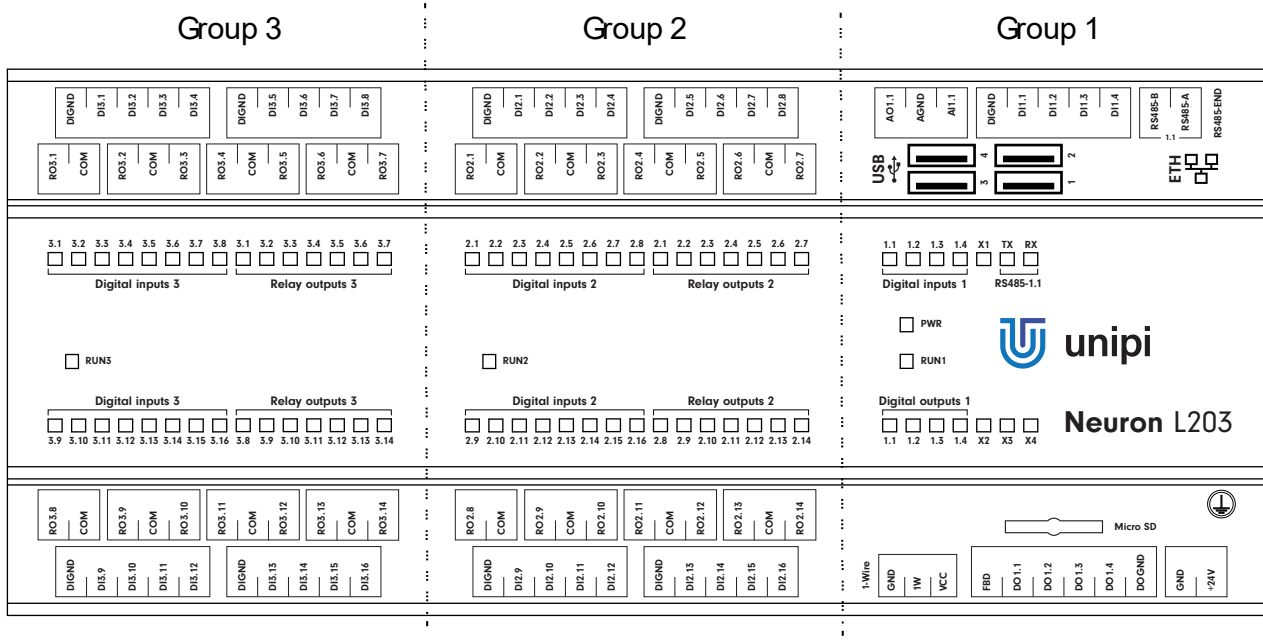 Group 3
Group 2
Group 1
DIGND DI3.1 DI3.2 DI3.3 DI3.4
DIGND DI3.5 DI3.6 DI3.7 DI3.8
DIGND DI2.1 DI2.2 DI2.3 DI2.4
DIGND DI2.5 DI2.6 DI2.7 DI2.8
AO1.1 AGND AI1.1
DIGND DI1.1 DI1.2 DI1.3 DI1.4
RS485-B RS485-A
RS485-END
1.1
RO3.1 COM
RO3.2 COM RO3.3
RO3.4 COM RO3.5
RO3.6 COM RO3.7
RO2.1 COM
RO2.2 COM RO2.3
RO2.4 COM RO2.5
RO2.6 COM RO2.7
USB
4 2
3 1
ETH
3.1 3.2 3.3 3.4 3.5 3.6 3.7 3.8 3.1 3.2 3.3 3.4 3.5 3.6 3.7
Digital inputs 3
Relay outputs 3
2.1 2.2 2.3 2.4 2.5 2.6 2.7 2.8 2.1 2.2 2.3 2.4 2.5 2.6 2.7
Digital inputs 2
Relay outputs 2
1.1 1.2 1.3 1.4 X1 TX RX
Digital inputs 1
RS485-1.1
PWR
RUN3
RUN2
RUN1
unipi
Digital inputs 3
Relay outputs 3
3.9 3.10 3.11 3.12 3.13 3.14 3.15 3.16 3.8 3.9 3.10 3.11 3.12 3.13 3.14
Digital inputs 2
Relay outputs 2
2.9 2.10 2.11 2.12 2.13 2.14 2.15 2.16 2.8 2.9 2.10 2.11 2.12 2.13 2.14
Digital outputs 1
1.1 1.2 1.3 1.4 X2 X3 X4
Neuron L203
RO3.8 COM
RO3.9 COM RO3.10
RO3.11 COM RO3.12
RO3.13 COM RO3.14
RO2.8 COM
RO2.9 COM RO2.10
RO2.11 COM RO2.12
RO2.13 COM RO2.14
Micro SD
DIGND DI3.9 DI3.10 DI3.11 DI3.12
DIGND DI3.13 DI3.14 DI3.15 DI3.16
DIGND DI2.9 DI2.10 DI2.11 DI2.12
DIGND DI2.13 DI2.14 DI2.15 DI2.16
1-Wire
GND 1W VCC
FBD DO1.1 DO1.2 DO1.3 DO1.4 DOGND
GND +24V